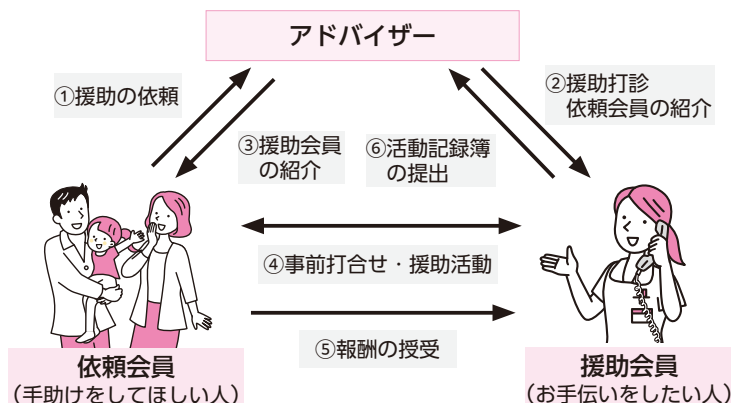 アドバイザー
①援助の依頼
②援助打診
依頼会員の紹介
③援助会員
の紹介
⑥活動記録簿
の提出
④事前打合せ・援助活動
⑤報酬の授受
依頼会員
（手助けをしてほしい人）
援助会員
（お手伝いをしたい人）